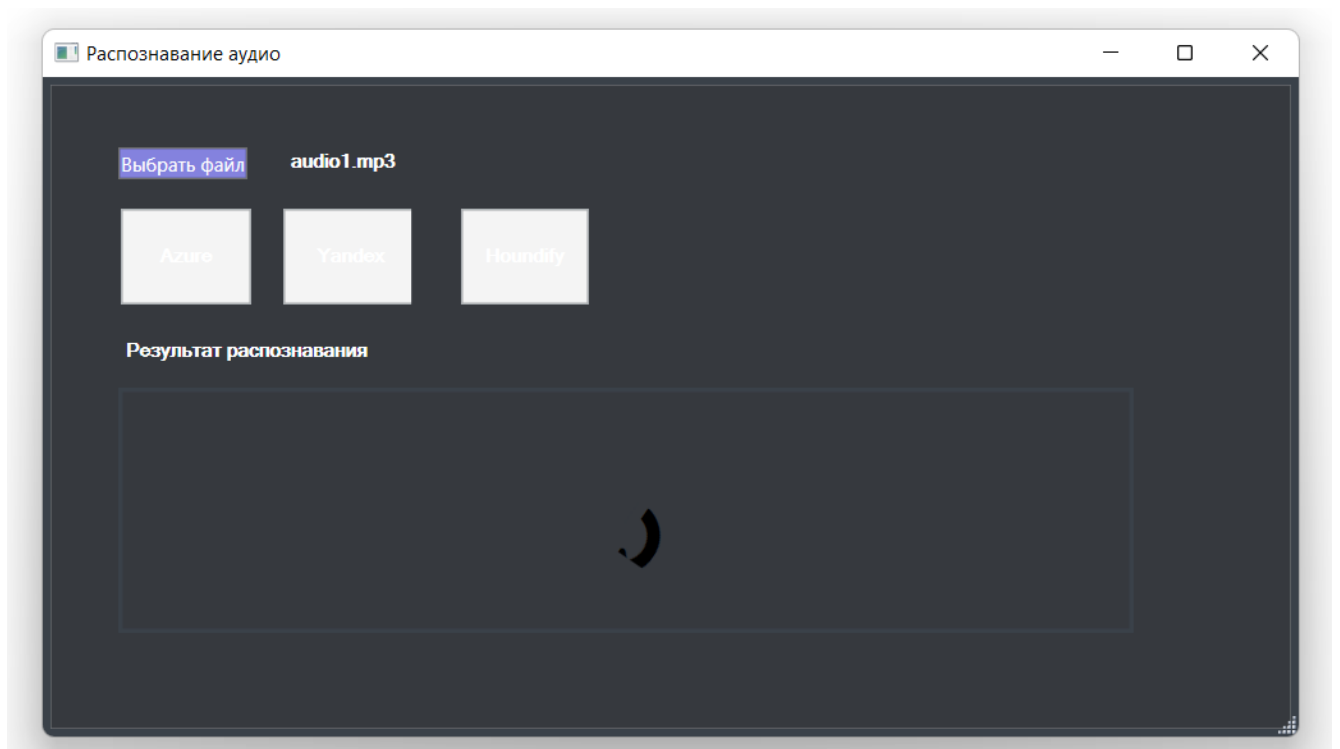 Распознавание аудио
Выбрать файл audio1.mp3
Azure Yandex Houndify
Результат распознавания